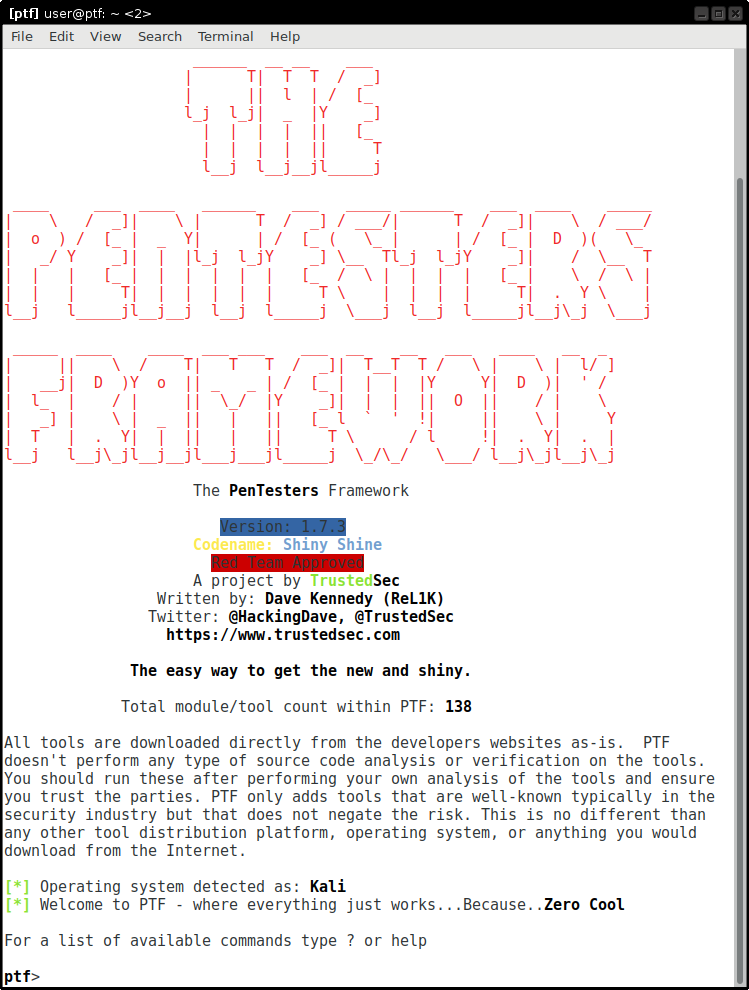 [ptf] user@ptf: ~ <2>
File Edit View Search Terminal Help
THE
PENTESTERS
FRAMEWORK
The PenTesters Framework
Version: 1.7.3
Codename: Shiny Shine
Red Team Approved
A project by TrustedSec
Written by: Dave Kennedy (ReL1K)
Twitter: @HackingDave, @TrustedSec
https://www.trustedsec.com
The easy way to get the new and shiny.
Total module/tool count within PTF: 138
All tools are downloaded directly from the developers websites as-is.  PTF
doesn't perform any type of source code analysis or verification on the tools.
You should run these after performing your own analysis of the tools and ensure
you trust the parties. PTF only adds tools that are well-known typically in the
security industry but that does not negate the risk. This is no different than
any other tool distribution platform, operating system, or anything you would
download from the Internet.
[*] Operating system detected as: Kali
[*] Welcome to PTF - where everything just works...Because..Zero Cool
For a list of available commands type ? or help
ptf>